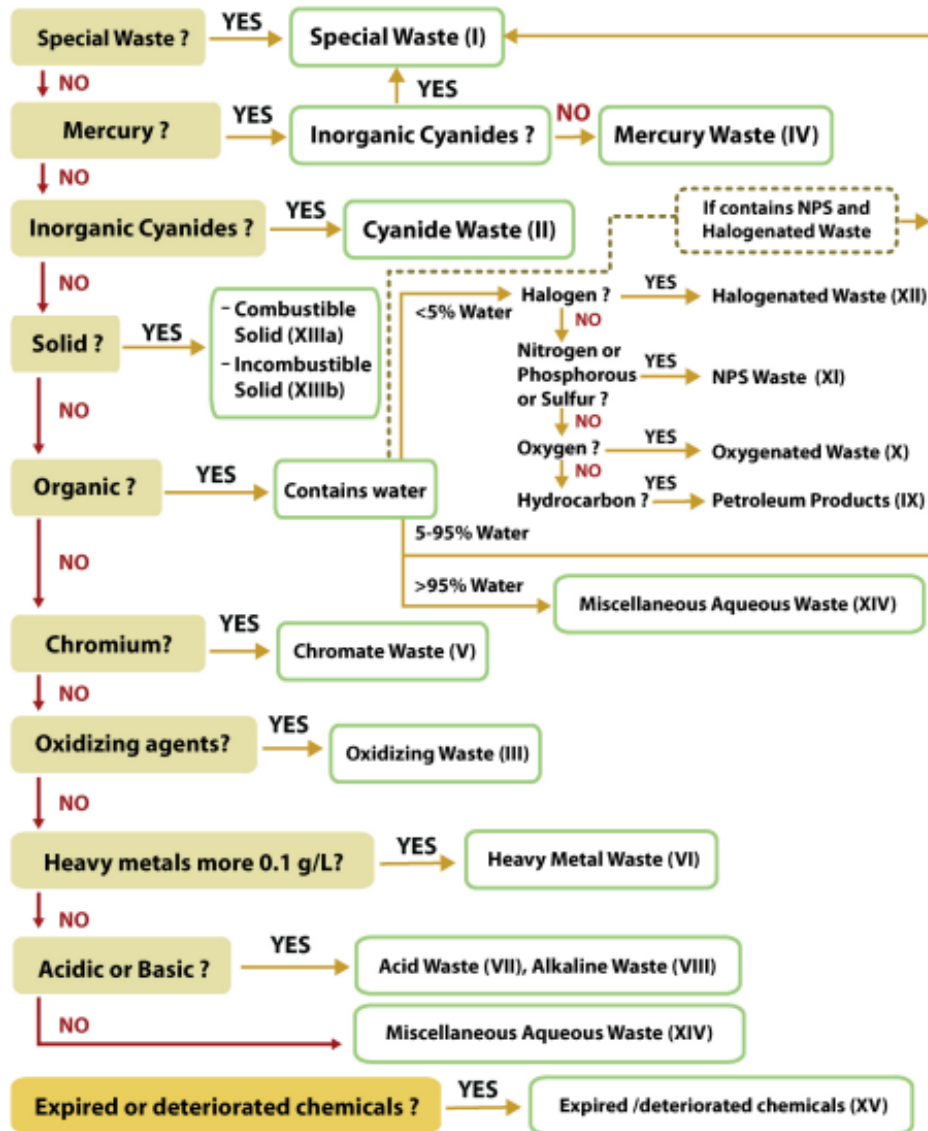 Special Waste ?
YES
Special Waste (I)
NO
YES
Mercury ?
YES
Inorganic Cyanides ?
NO
Mercury Waste (IV)
NO
Inorganic Cyanides ?
YES
Cyanide Waste (II)
If contains NPS and
Halogenated Waste
NO
Solid ?
YES
– Combustible
Solid (XIIIa)
– Incombustible
Solid (XIIIb)
<5% Water
Halogen ?
YES
Halogenated Waste (XII)
NO
Nitrogen or
Phosphorous
or Sulfur ?
YES
NPS Waste (XI)
NO
Oxygen ?
YES
Oxygenated Waste (X)
NO
Hydrocarbon ?
YES
Petroleum Products (IX)
NO
Organic ?
YES
Contains water
5-95% Water
>95% Water
Miscellaneous Aqueous Waste (XIV)
NO
Chromium?
YES
Chromate Waste (V)
NO
Oxidizing agents?
YES
Oxidizing Waste (III)
NO
Heavy metals more 0.1 g/L?
YES
Heavy Metal Waste (VI)
NO
Acidic or Basic ?
YES
Acid Waste (VII), Alkaline Waste (VIII)
NO
Miscellaneous Aqueous Waste (XIV)
Expired or deteriorated chemicals ?
YES
Expired /deteriorated chemicals (XV)